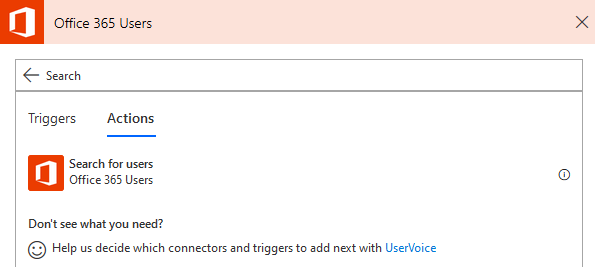 Office 365 Users
Search
Triggers Actions
Search for users
Office 365 Users
Don't see what you need?
Help us decide which connectors and triggers to add next with UserVoice